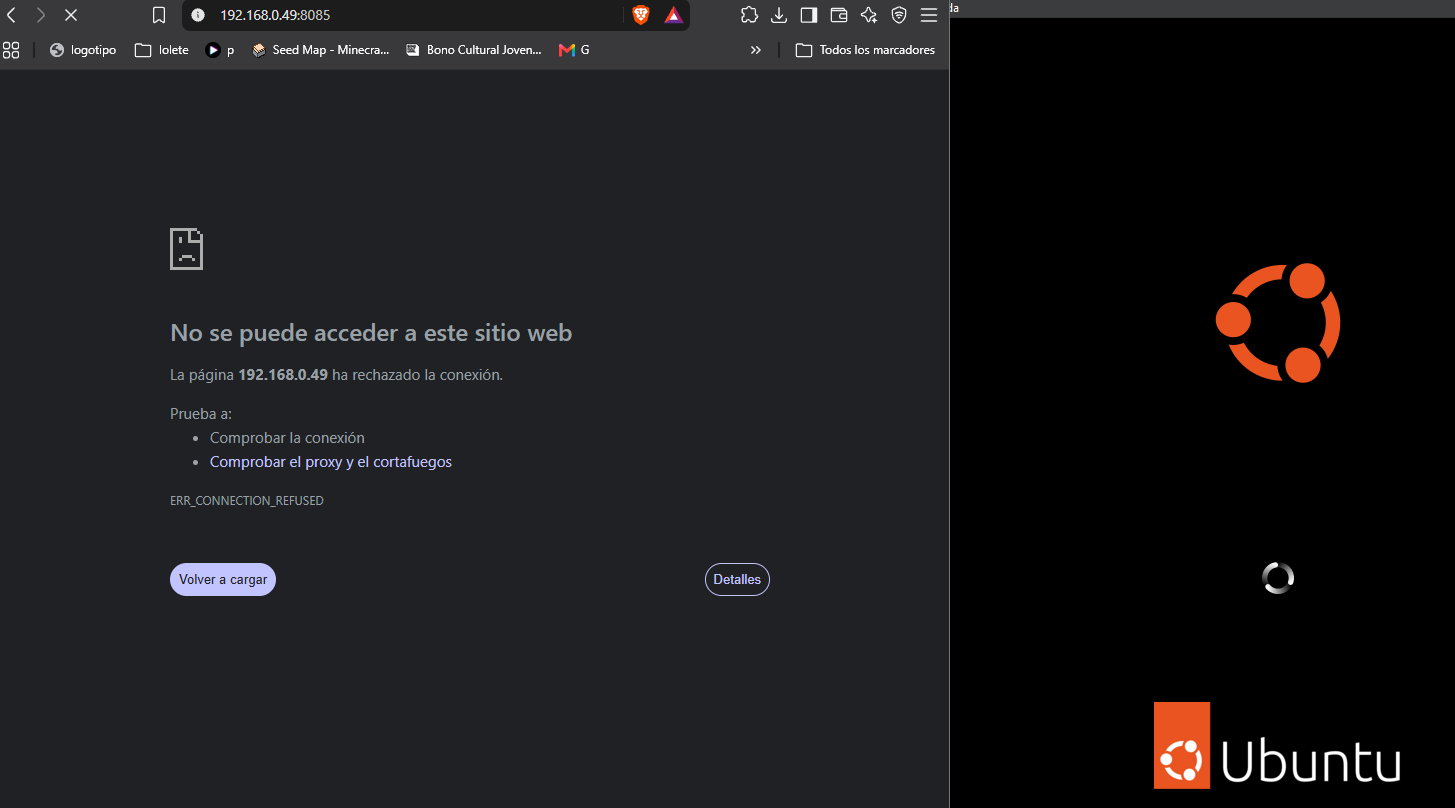 192.168.0.49:8085
da
logotipo
lolete
p
Seed Map - Minecra...
Bono Cultural Joven...
G
Todos los marcadores
No se puede acceder a este sitio web
La página 192.168.0.49 ha rechazado la conexión.
Prueba a:
Comprobar la conexión
Comprobar el proxy y el cortafuegos
ERR_CONNECTION_REFUSED
Volver a cargar
Detalles
Ubuntu